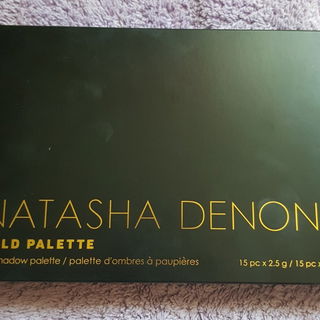 NATASHA DENONA
LD PALETTE
hadow palette / palette d'ombres à paupières
15 pc x 2.5 g / 15 pc x